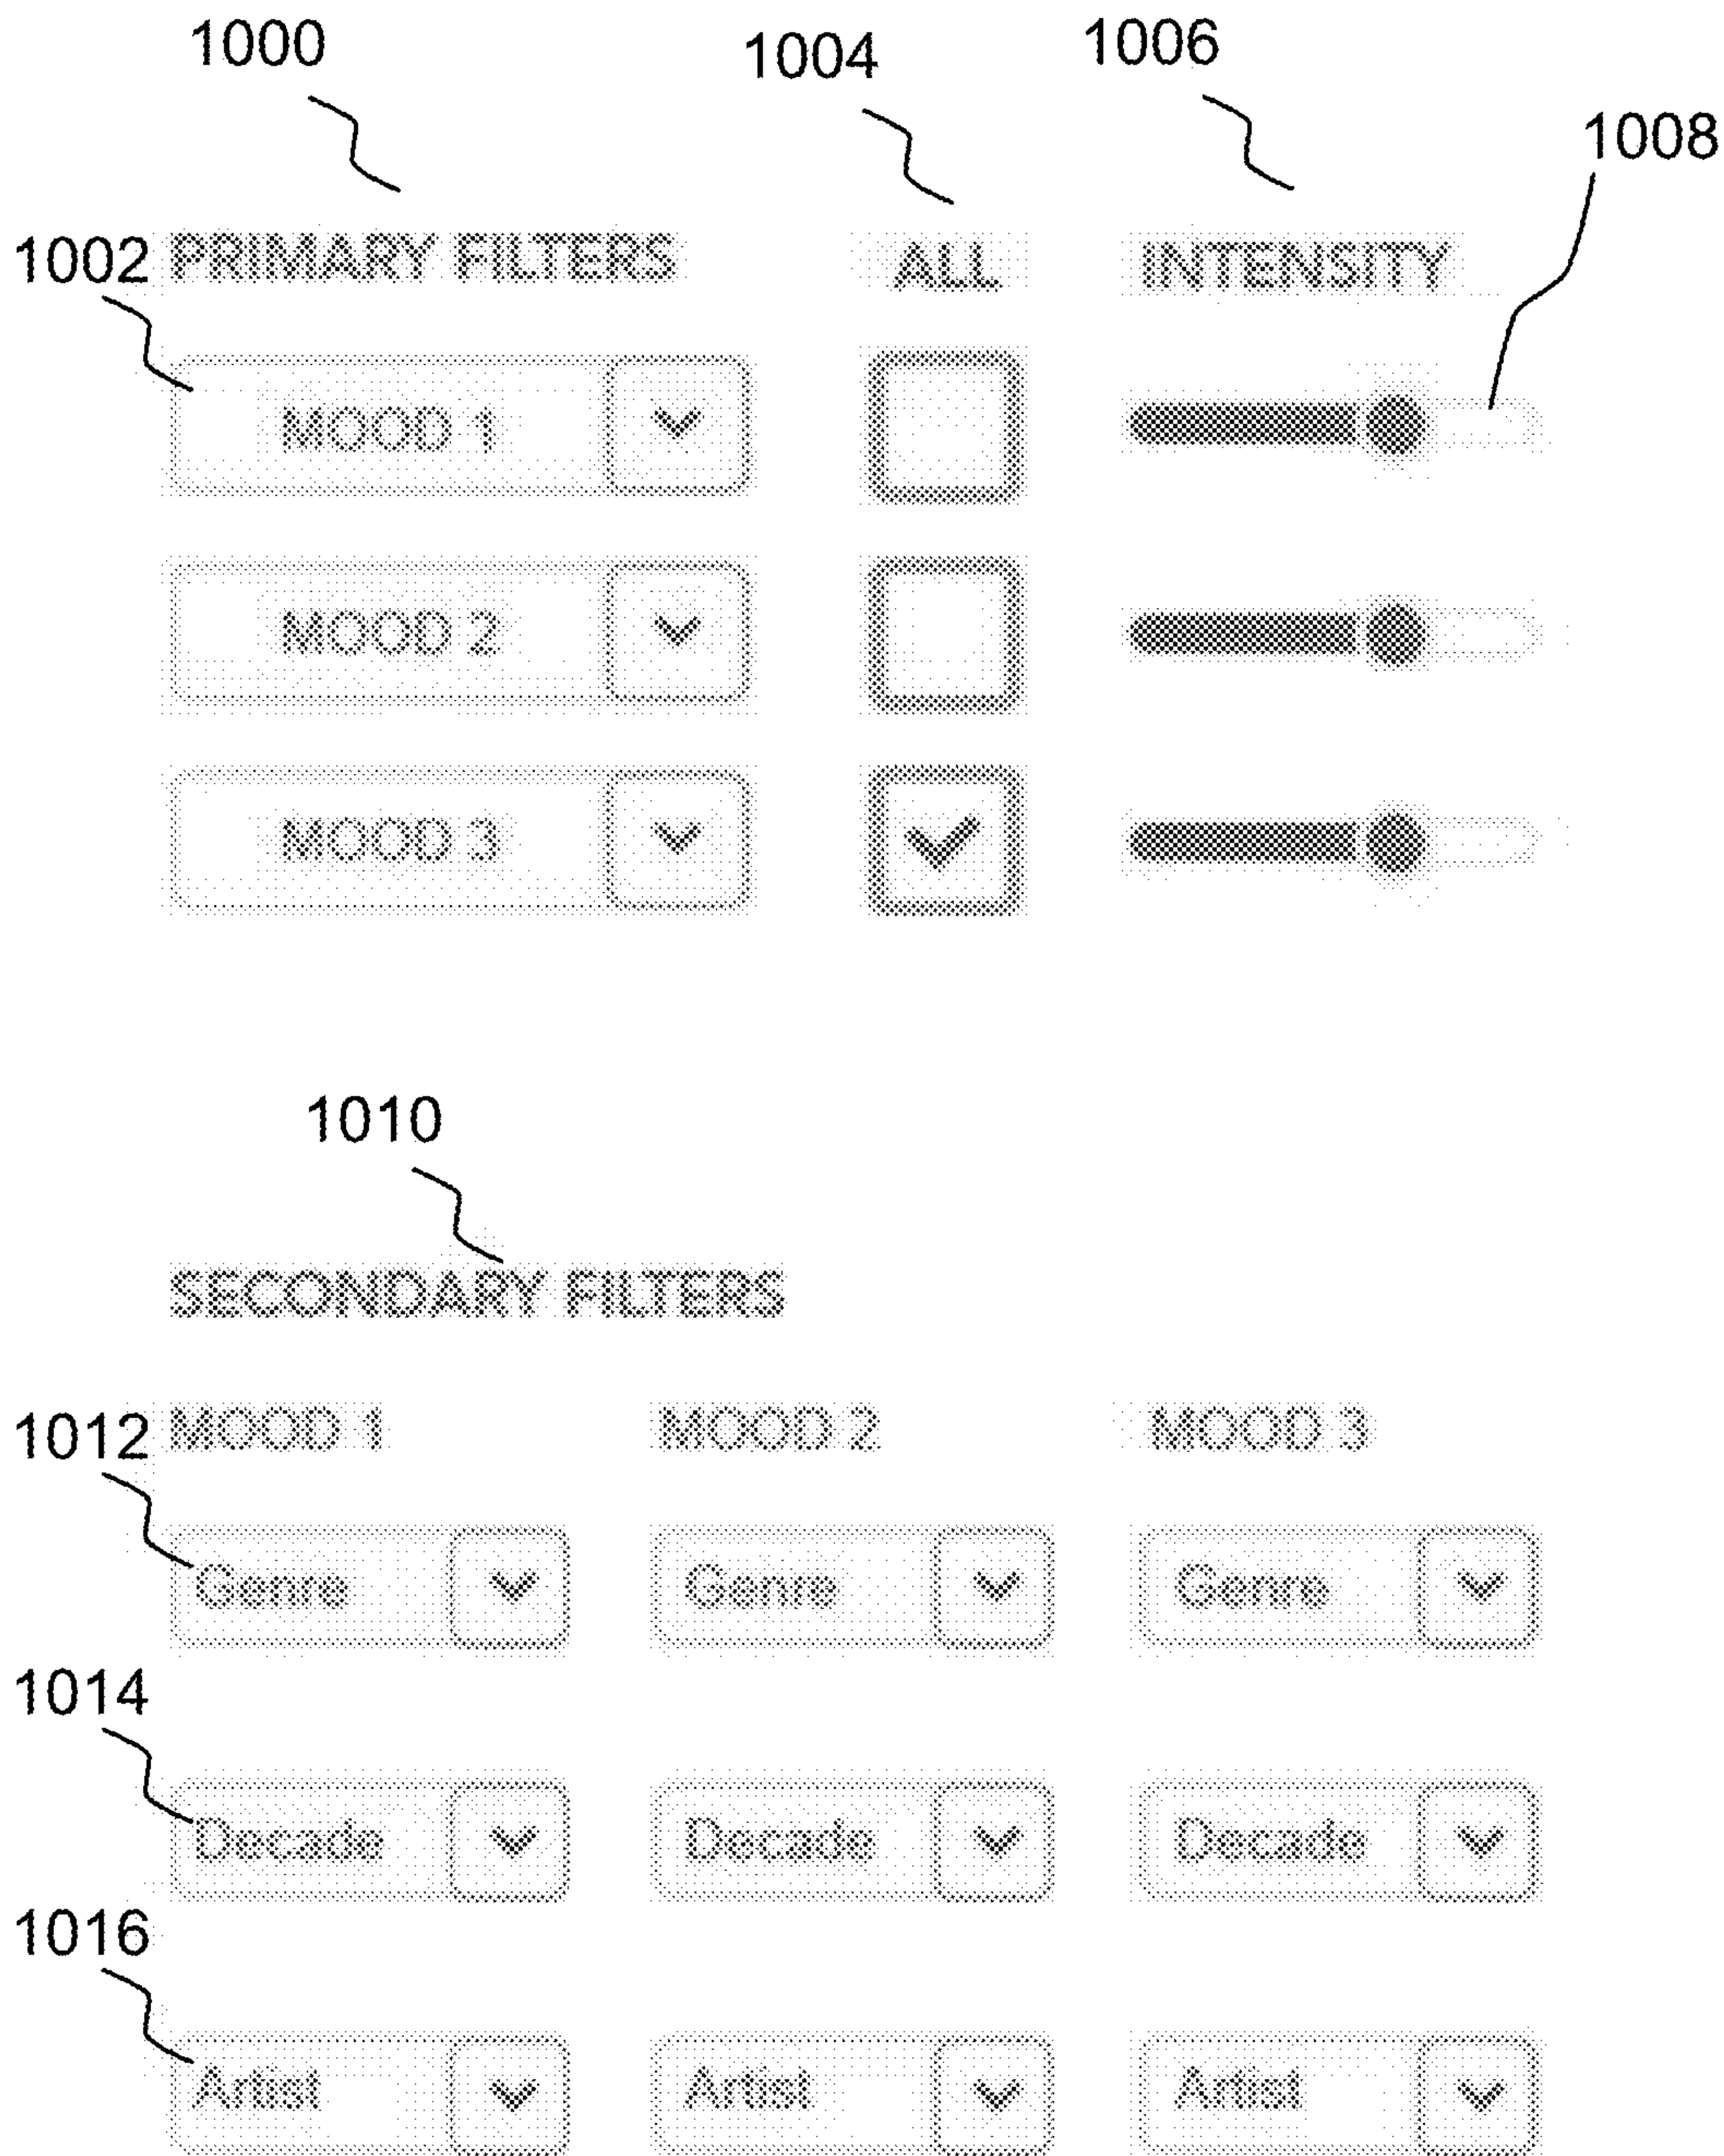 1000 1004 1006
1008
1002 PRIMARY FILTERS ALL INTENSITY
MOOD 1
MOOD 2
MOOD 3
1010
SECONDARY FILTERS
1012 MOOD 1 MOOD 2 MOOD 3
Genre Genre Genre
1014
Decade Decade Decade
1016
Artist Artist Artist